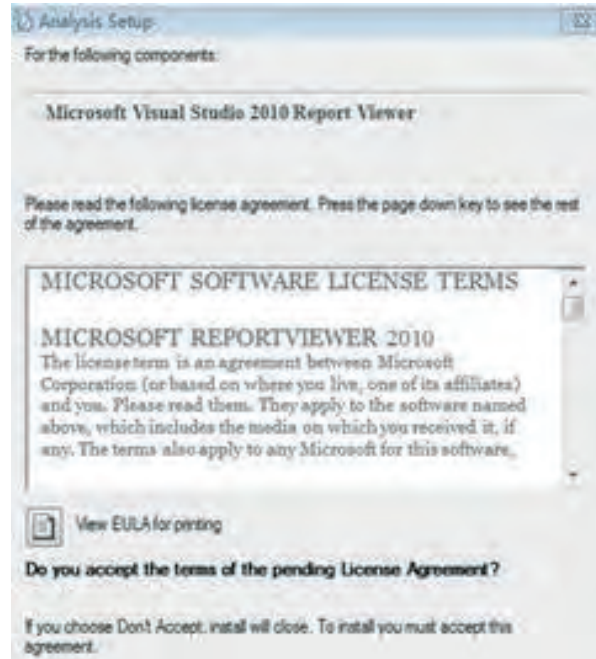 Analysis Setup
For the following components:
Microsoft Visual Studio 2010 Report Viewer
Please read the following license agreement. Press the page down key to see the rest
of the agreement.
MICROSOFT SOFTWARE LICENSE TERMS
MICROSOFT REPORTVIEWER 2010
The license term is an agreement between Microsoft
Corporation (or based on where you live, one of its affiliates)
and you. Please read them. They apply to the software named
above, which includes the media on which you received it, if
any. The terms also apply to any Microsoft for this software,
View EULA for printing
Do you accept the terms of the pending License Agreement?
If you choose Don't Accept, install will close. To install you must accept this
agreement.